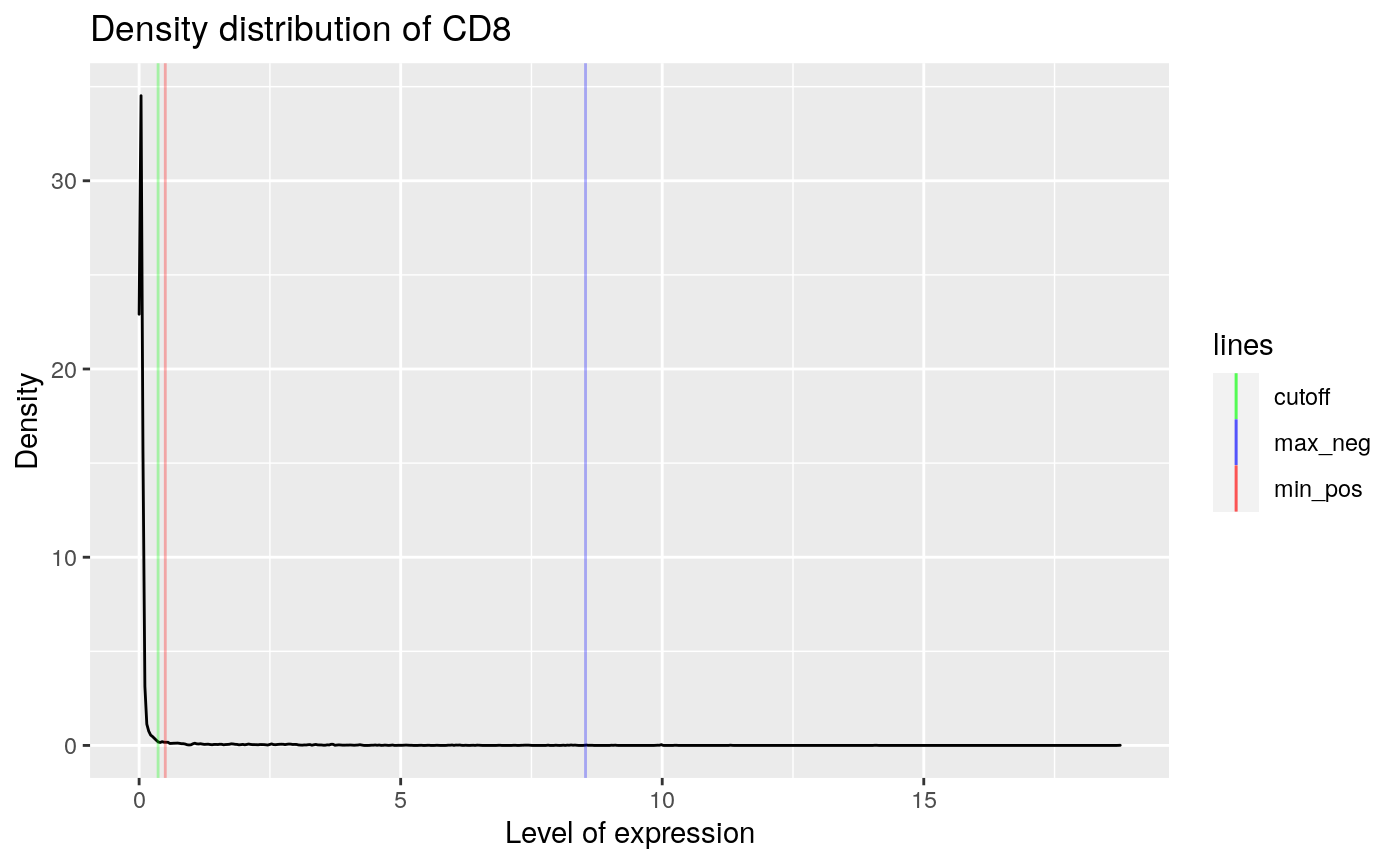 Density distribution of CD8
Density
30
20
10
0
0
5
10
15
Level of expression
lines
cutoff
max_neg
min_pos